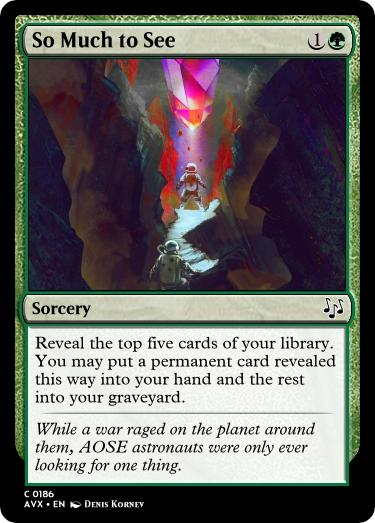 So Much to See 1
Sorcery
Reveal the top five cards of your library.
You may put a permanent card revealed
this way into your hand and the rest
into your graveyard.
While a war raged on the planet around
them, AOSE astronauts were only ever
looking for one thing.
C 0186
AVX • EN Denis Kornev